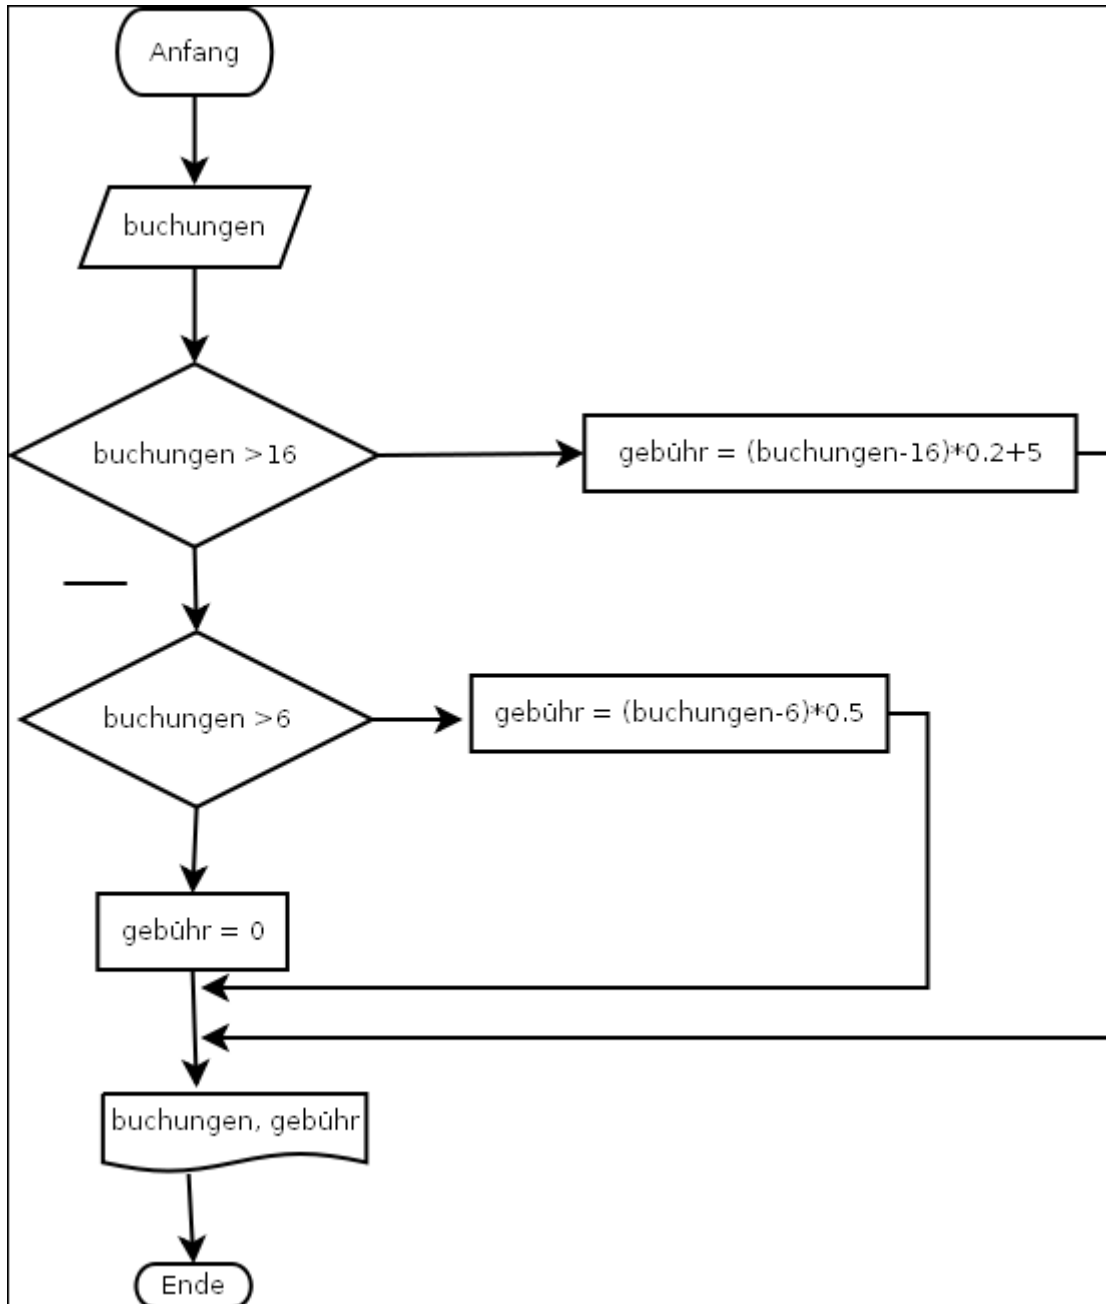 Anfang
buchungen
buchungen >16
gebühr = (buchungen-16)*0.2+5
buchungen >6
gebühr = (buchungen-6)*0.5
gebühr = 0
buchungen, gebühr
Ende